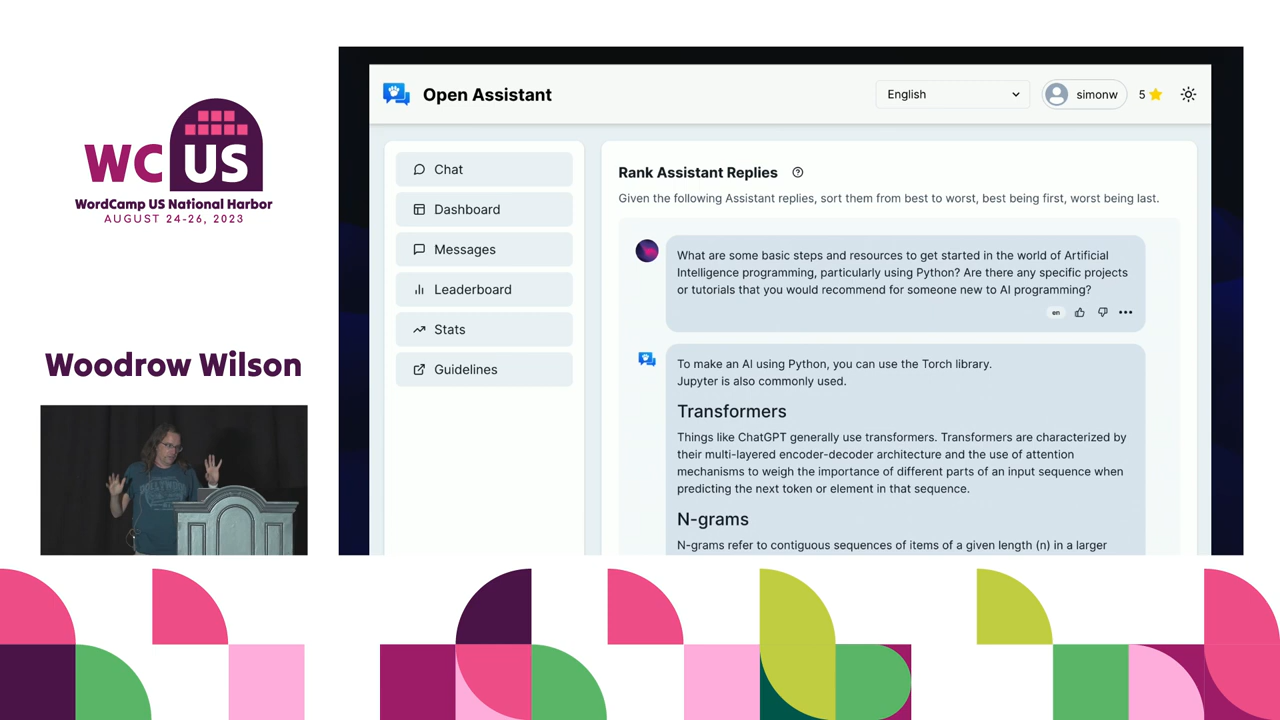 WC US
WordCamp US National Harbor
AUGUST 24-26, 2023
Woodrow Wilson
Open Assistant
English
simonw
5
Chat
Dashboard
Messages
Leaderboard
Stats
Guidelines
Rank Assistant Replies
Given the following Assistant replies, sort them from best to worst, best being first, worst being last.
What are some basic steps and resources to get started in the world of Artificial
Intelligence programming, particularly using Python? Are there any specific projects
or tutorials that you would recommend for someone new to AI programming?
en
To make an AI using Python, you can use the Torch library.
Jupyter is also commonly used.
Transformers
Things like ChatGPT generally use transformers. Transformers are characterized by
their multi-layered encoder-decoder architecture and the use of attention
mechanisms to weigh the importance of different parts of an input sequence when
predicting the next token or element in that sequence.
N-grams
N-grams refer to contiguous sequences of items of a given length (n) in a larger